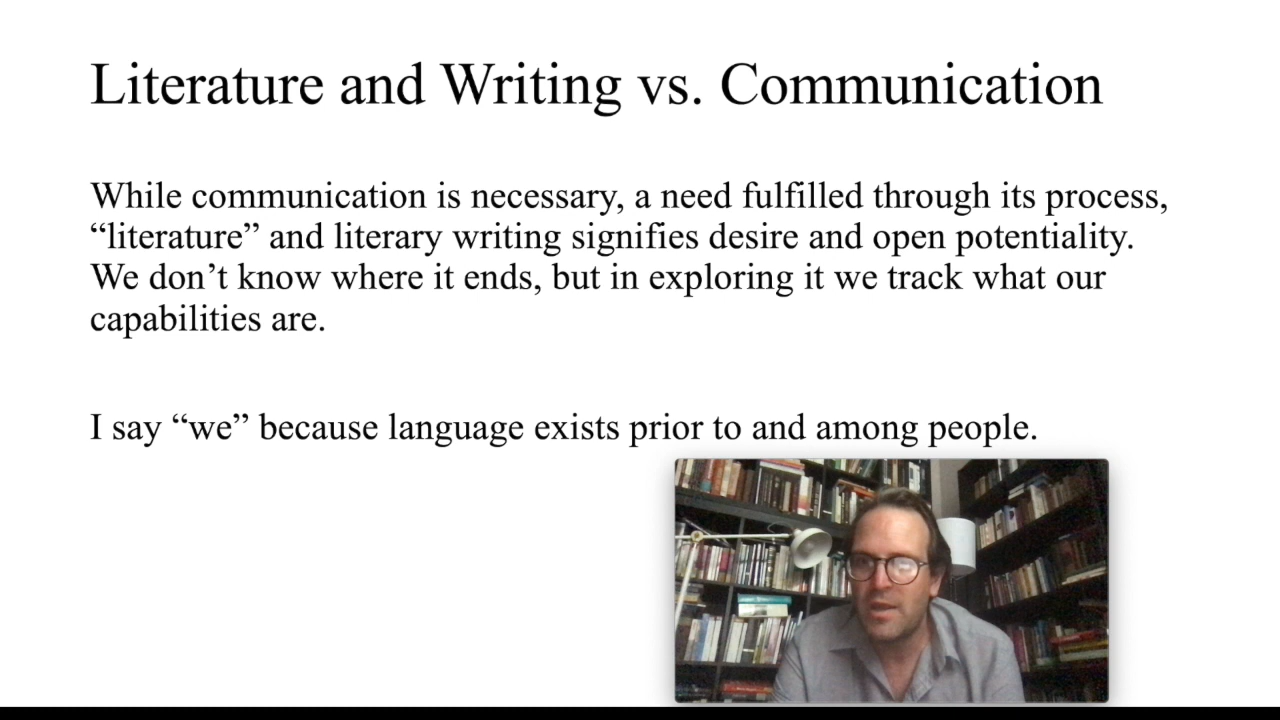 Literature and Writing vs. Communication
While communication is necessary, a need fulfilled through its process,
“literature” and literary writing signifies desire and open potentiality.
We don’t know where it ends, but in exploring it we track what our
capabilities are.
I say “we” because language exists prior to and among people.